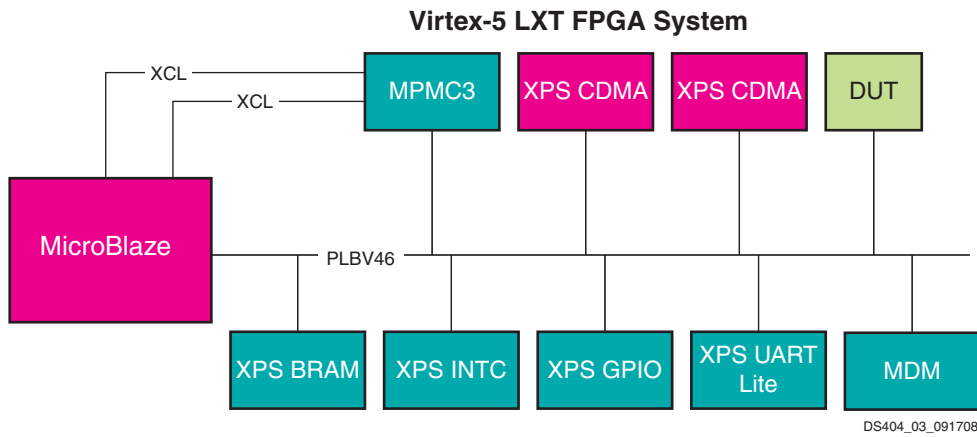 Virtex-5 LXT FPGA System
XCL
XCL
MPMC3
XPS CDMA
XPS CDMA
DUT
MicroBlaze
PLBV46
XPS BRAM
XPS INTC
XPS GPIO
XPS UART
Lite
MDM
DS404_03_091708